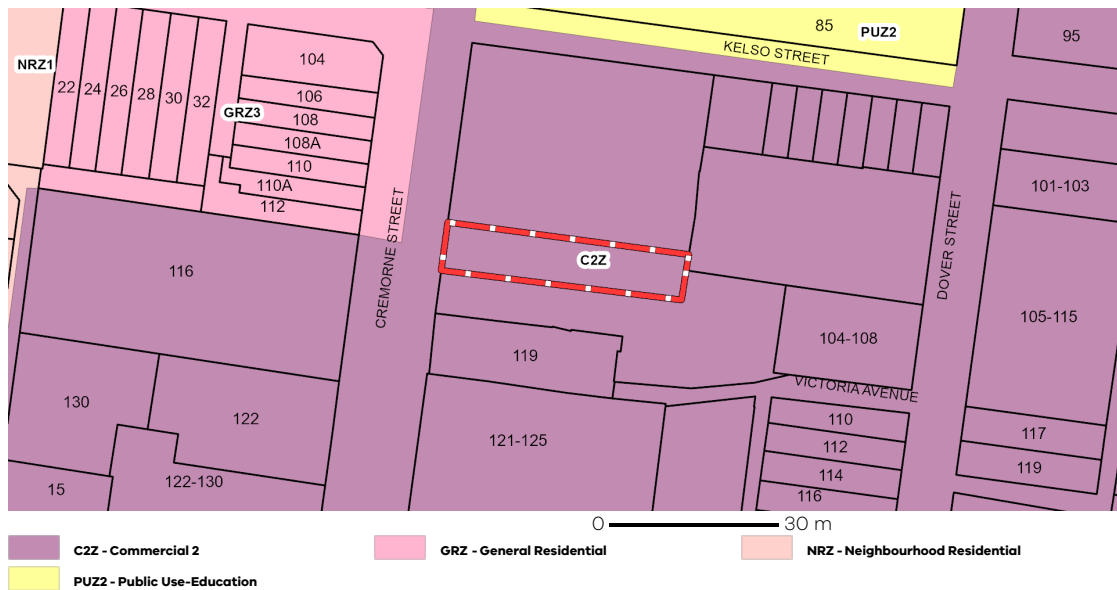 85
PUZ2
95
KELSO STREET
NRZ1
22
24
26
28
30
32
104
106
GRZ3
108
108A
110
110A
112
101-103
116
CREMORNE STREET
C2Z
DOVER STREET
105-115
119
104-108
VICTORIA AVENUE
130
122
121-125
110
112
114
116
117
119
15
122-130
0
30 m
C2Z - Commercial 2
GRZ - General Residential
NRZ - Neighbourhood Residential
PUZ2 - Public Use-Education